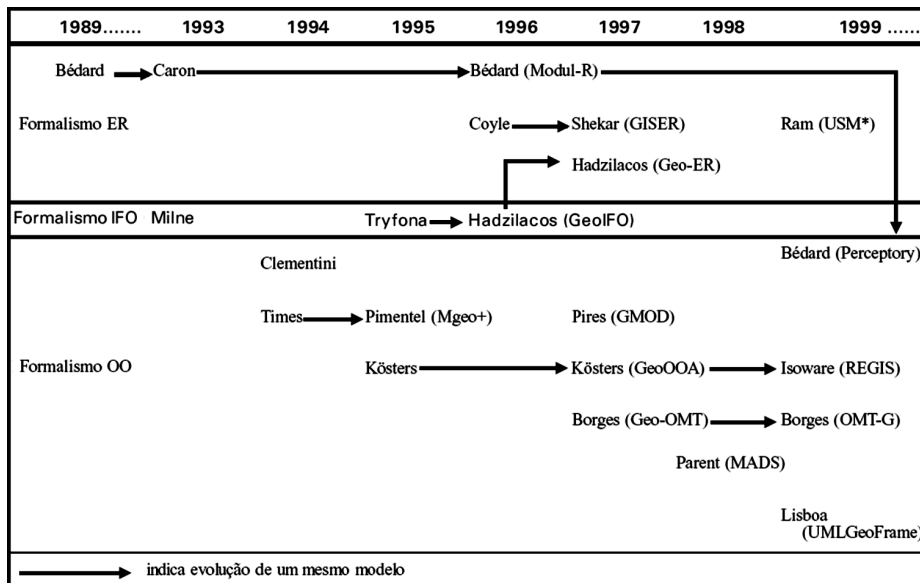 1989....... 1993 1994 1995 1996 1997 1998 1999 ......
Bédard Caron Bédard (Modul-R)
Formalismo ER Coyle Shekar (GISER) Ram (USM*)
Hadzilacos (Geo-ER)
Formalismo IFO Milne Tryfona Hadzilacos (GeoIFO)
Bédard (Perceptory)
Clementini
Times Pimentel (Mgeo+) Pires (GMOD)
Formalismo OO Kösters Kösters (GeoOOA) Isoware (REGIS)
Borges (Geo-OMT) Borges (OMT-G)
Parent (MADS)
Lisboa
(UMLGeoFrame)
indica evolução de um mesmo modelo